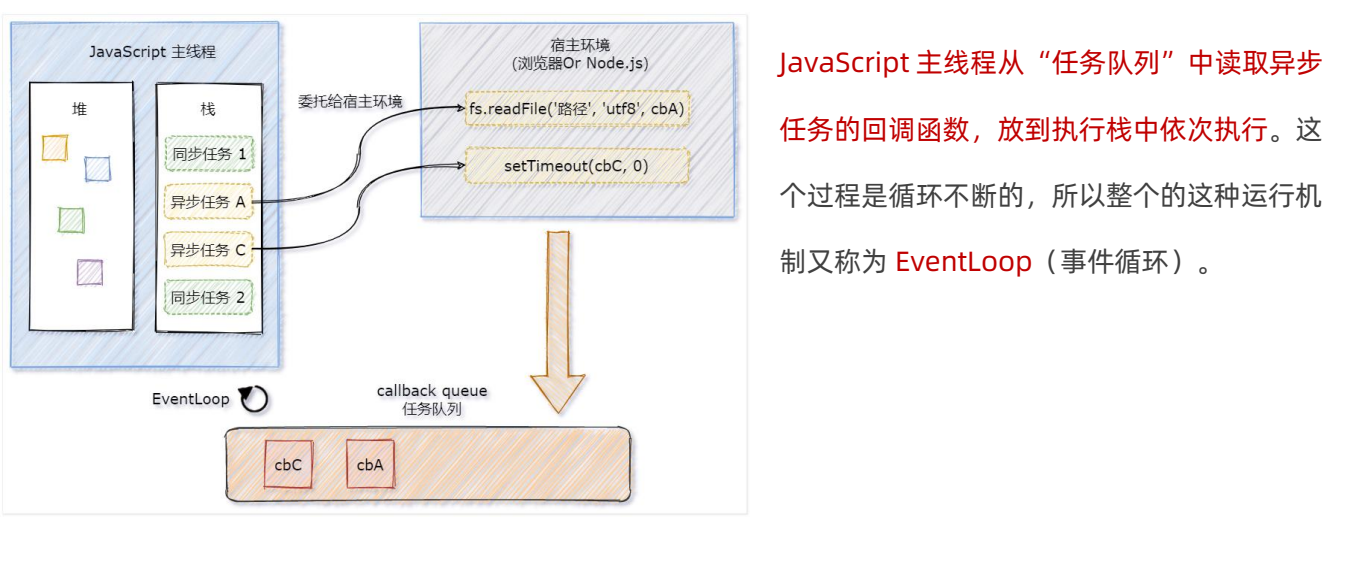 JavaScript 主线程
堆
栈
同步任务 1
异步任务 A
异步任务 C
同步任务 2
委托给宿主环境
宿主环境
(浏览器Or Node.js)
fs.readFile('路径', 'utf8', cbA)
setTimeout(cbC, 0)
EventLoop
callback queue
任务队列
cbC
cbA
JavaScript 主线程从“任务队列”中读取异步
任务的回调函数，放到执行栈中依次执行。这
个过程是循环不断的，所以整个的这种运行机
制又称为 EventLoop（事件循环）。